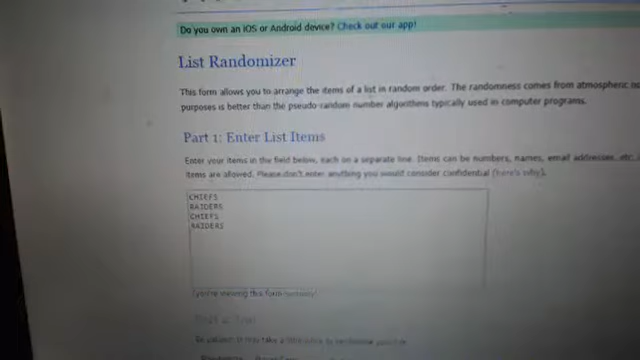 Do you own an iOS or Android device? Check out our app!
List Randomizer
This form allows you to arrange the items of a list in random order. The randomness comes from atmospheric
purposes is better than the pseudo-random number algorithms typically used in computer programs.
Part 1: Enter List Items
Enter your items in the field below, each on a separate line. Items can be numbers, names, email addresses, etc.
items are allowed. Please don't enter anything you would consider confidential (here's why).
CHIEFS
RAIDERS
CHIEFS
RAIDERS